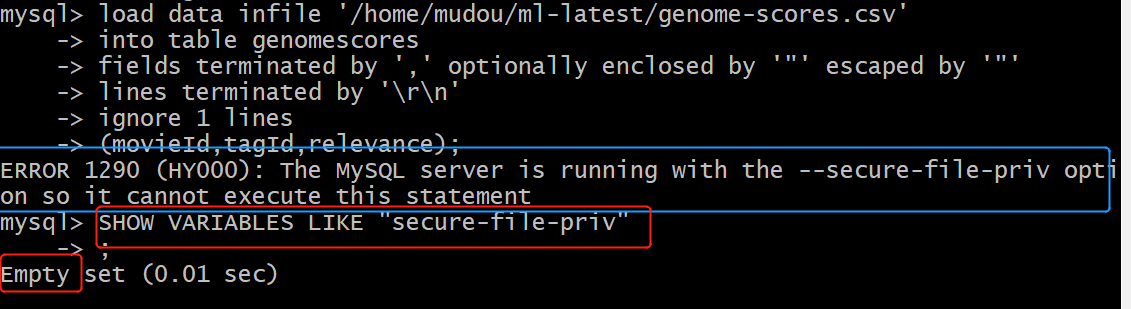 mysql> load data infile '/home/mudou/ml-latest/genome-scores.csv'
    -> into table genomescores
    -> fields terminated by ',' optionally enclosed by '"' escaped by '"'
    -> lines terminated by '\r\n'
    -> ignore 1 lines
    -> (movieId,tagId,relevance);
ERROR 1290 (HY000): The MySQL server is running with the --secure-file-priv opti
on so it cannot execute this statement
mysql> SHOW VARIABLES LIKE "secure-file-priv"
    -> ;
Empty set (0.01 sec)